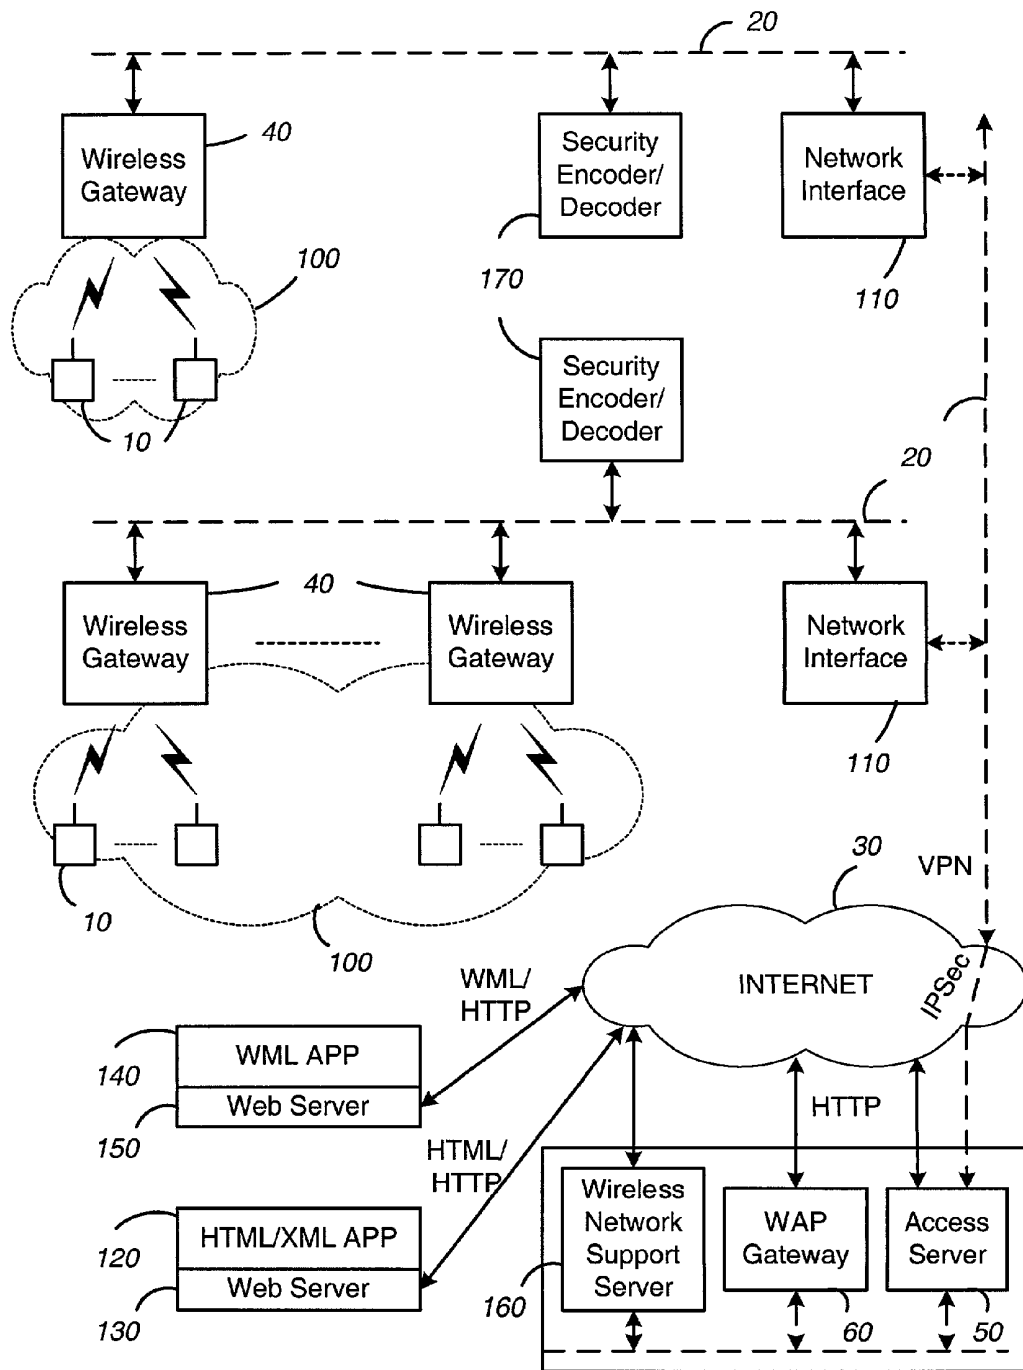 20
Wireless
Gateway
40
Security
Encoder/
Decoder
Network
Interface
100
170
110
10
Security
Encoder/
Decoder
20
20
Wireless
Gateway
40
Wireless
Gateway
Network
Interface
110
10
100
30
VPN
INTERNET
IPSec
WML/
HTTP
140
WML APP
150
Web Server
HTTP
HTML/
HTTP
120
HTML/XML APP
130
Web Server
Wireless
Network
Support
Server
160
WAP
Gateway
60
Access
Server
50